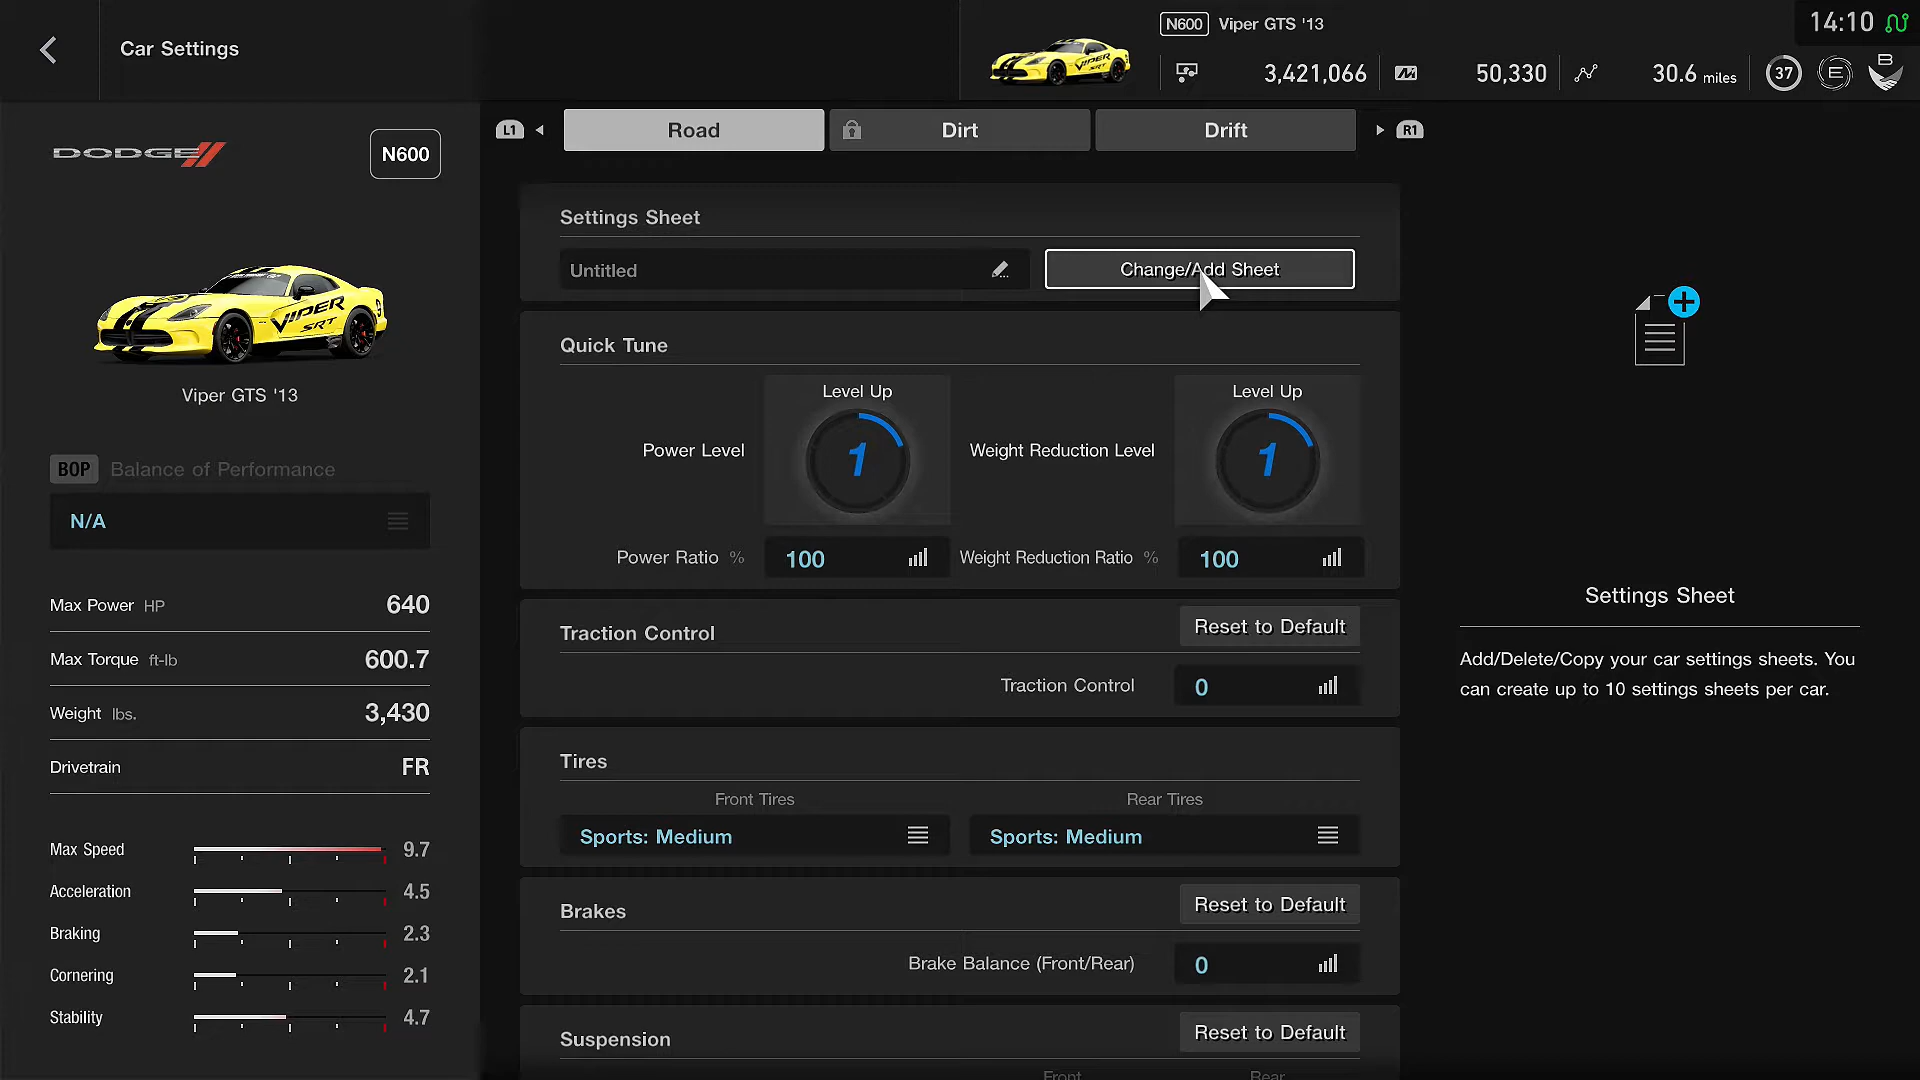 Car Settings
N600 Viper GTS '13
14:10
3,421,066
50,330
30.6 miles
37
E
B
DODGE
N600
VIPER
SRT
Viper GTS '13
BOP Balance of Performance
N/A
Max Power HP 640
Max Torque ft-lb 600.7
Weight lbs. 3,430
Drivetrain FR
Max Speed 9.7
Acceleration 4.5
Braking 2.3
Cornering 2.1
Stability 4.7
L1 Road Dirt Drift R1
Settings Sheet
Untitled
Change/Add Sheet
Quick Tune
Level Up
Level Up
Power Level 1
Weight Reduction Level 1
Power Ratio % 100
Weight Reduction Ratio % 100
Traction Control
Reset to Default
Traction Control 0
Tires
Front Tires
Rear Tires
Sports: Medium
Sports: Medium
Brakes
Reset to Default
Brake Balance (Front/Rear) 0
Suspension
Reset to Default
Front
Rear
Settings Sheet
Add/Delete/Copy your car settings sheets. You
can create up to 10 settings sheets per car.